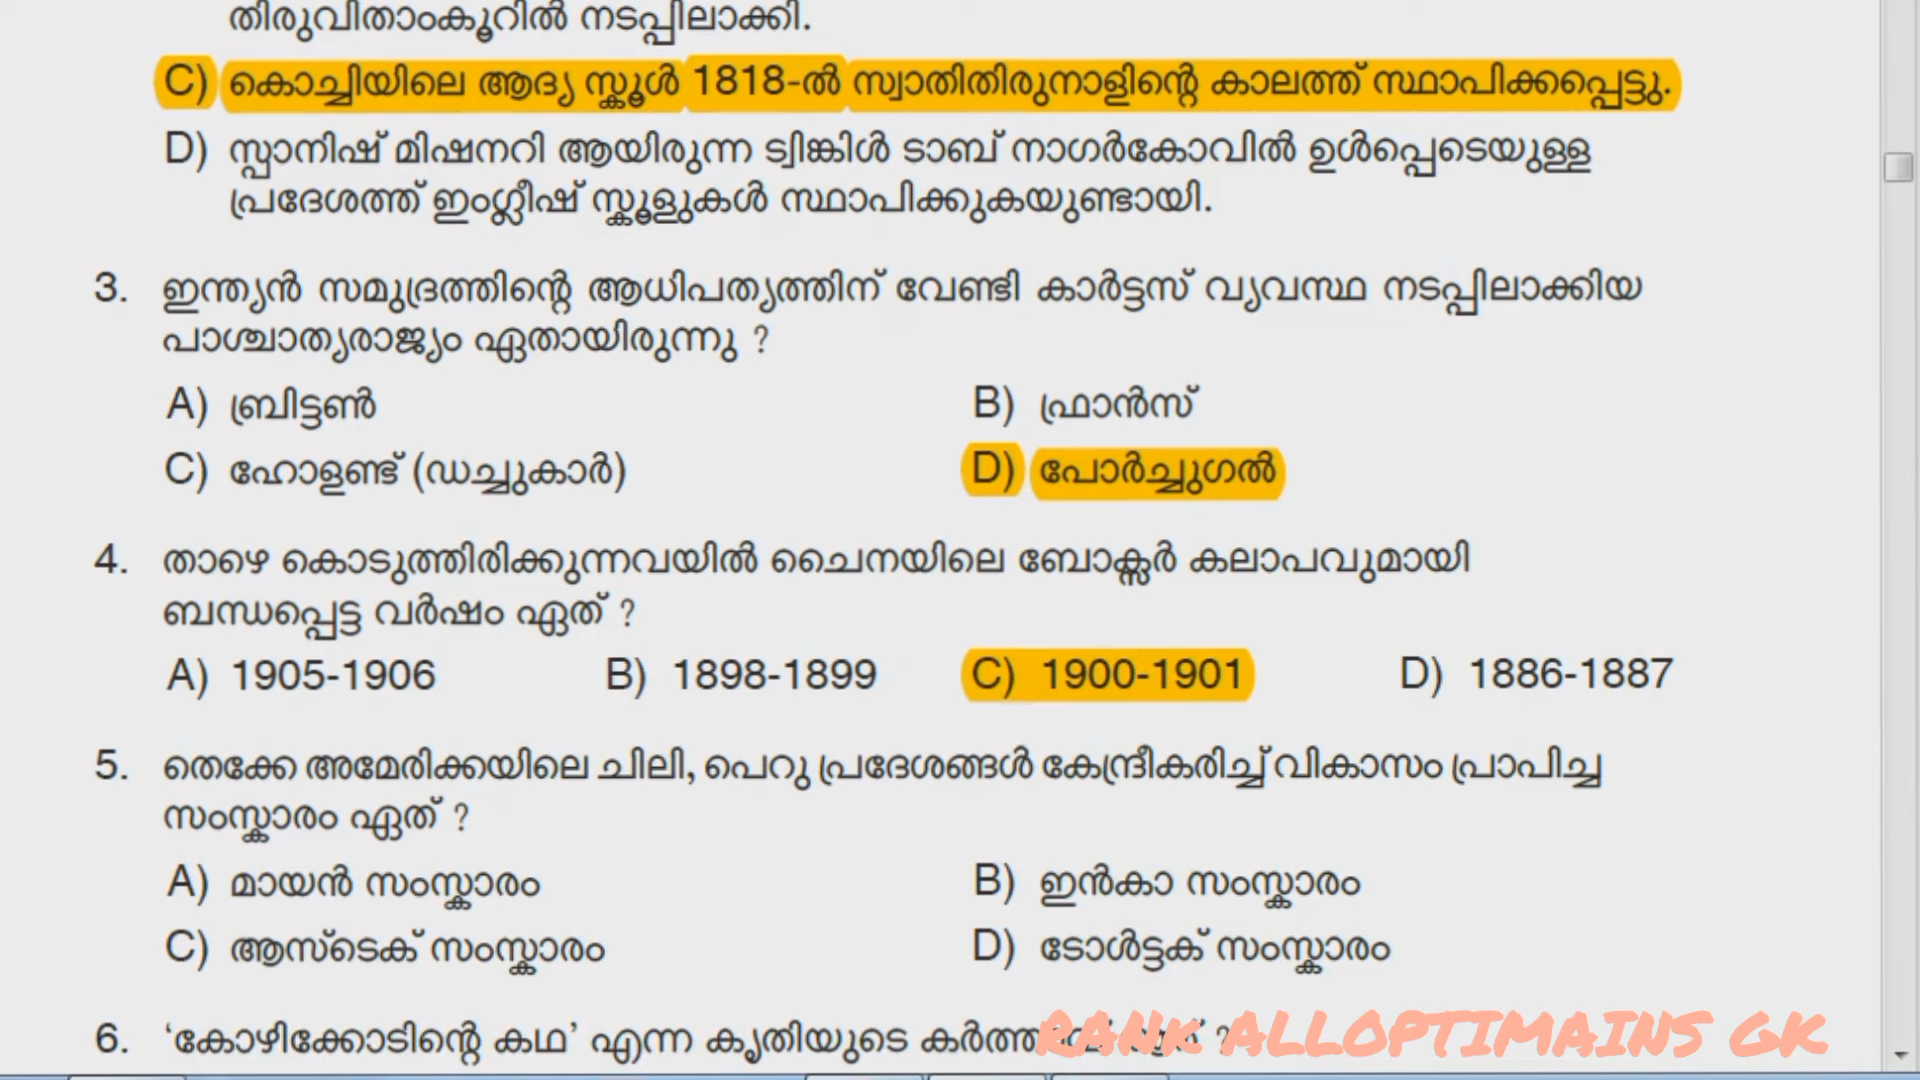 തിരുവിതാംകൂറിൽ നടപ്പിലാക്കി.
C) കൊച്ചിയിലെ ആദ്യ സ്കൂൾ 1818-ൽ സ്വാതിതിരുനാളിന്റെ കാലത്ത് സ്ഥാപിക്കപ്പെട്ടു.
D) സ്പാനിഷ് മിഷനറി ആയിരുന്ന ട്വിങ്കിൾ ടാബ് നാഗർകോവിൽ ഉൾപ്പെടെയുള്ള
പ്രദേശത്ത് ഇംഗ്ലീഷ് സ്കൂളുകൾ സ്ഥാപിക്കുകയുണ്ടായി.
3. ഇന്ത്യൻ സമുദ്രത്തിന്റെ ആധിപത്യത്തിന് വേണ്ടി കാർട്ടസ് വ്യവസ്ഥ നടപ്പിലാക്കിയ
പാശ്ചാത്യരാജ്യം ഏതായിരുന്നു ?
A) ബ്രിട്ടൺ B) ഫ്രാൻസ്
C) ഹോളണ്ട് (ഡച്ചുകാർ) D) പോർച്ചുഗൽ
4. താഴെ കൊടുത്തിരിക്കുന്നവയിൽ ചൈനയിലെ ബോക്സർ കലാപവുമായി
ബന്ധപ്പെട്ട വർഷം ഏത് ?
A) 1905-1906 B) 1898-1899 C) 1900-1901 D) 1886-1887
5. തെക്കേ അമേരിക്കയിലെ ചിലി, പെറു പ്രദേശങ്ങൾ കേന്ദ്രീകരിച്ച് വികാസം പ്രാപിച്ച
സംസ്കാരം ഏത് ?
A) മായൻ സംസ്കാരം B) ഇൻകാ സംസ്കാരം
C) ആസ്ടെക് സംസ്കാരം D) ടോൾട്ടക് സംസ്കാരം
6. 'കോഴിക്കോടിന്റെ കഥ' എന്ന കൃതിയുടെ
RANK ALLOPTIMAINS GK